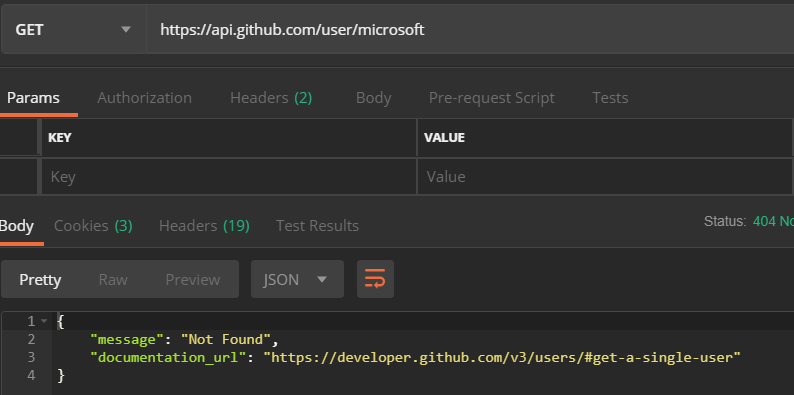 GET https://api.github.com/user/microsoft
Params Authorization Headers (2) Body Pre-request Script Tests
KEY VALUE
Key Value
Body Cookies (3) Headers (19) Test Results Status: 404 No
Pretty Raw Preview JSON
1 {
2 "message": "Not Found",
3 "documentation_url": "https://developer.github.com/v3/users/#get-a-single-user"
4 }